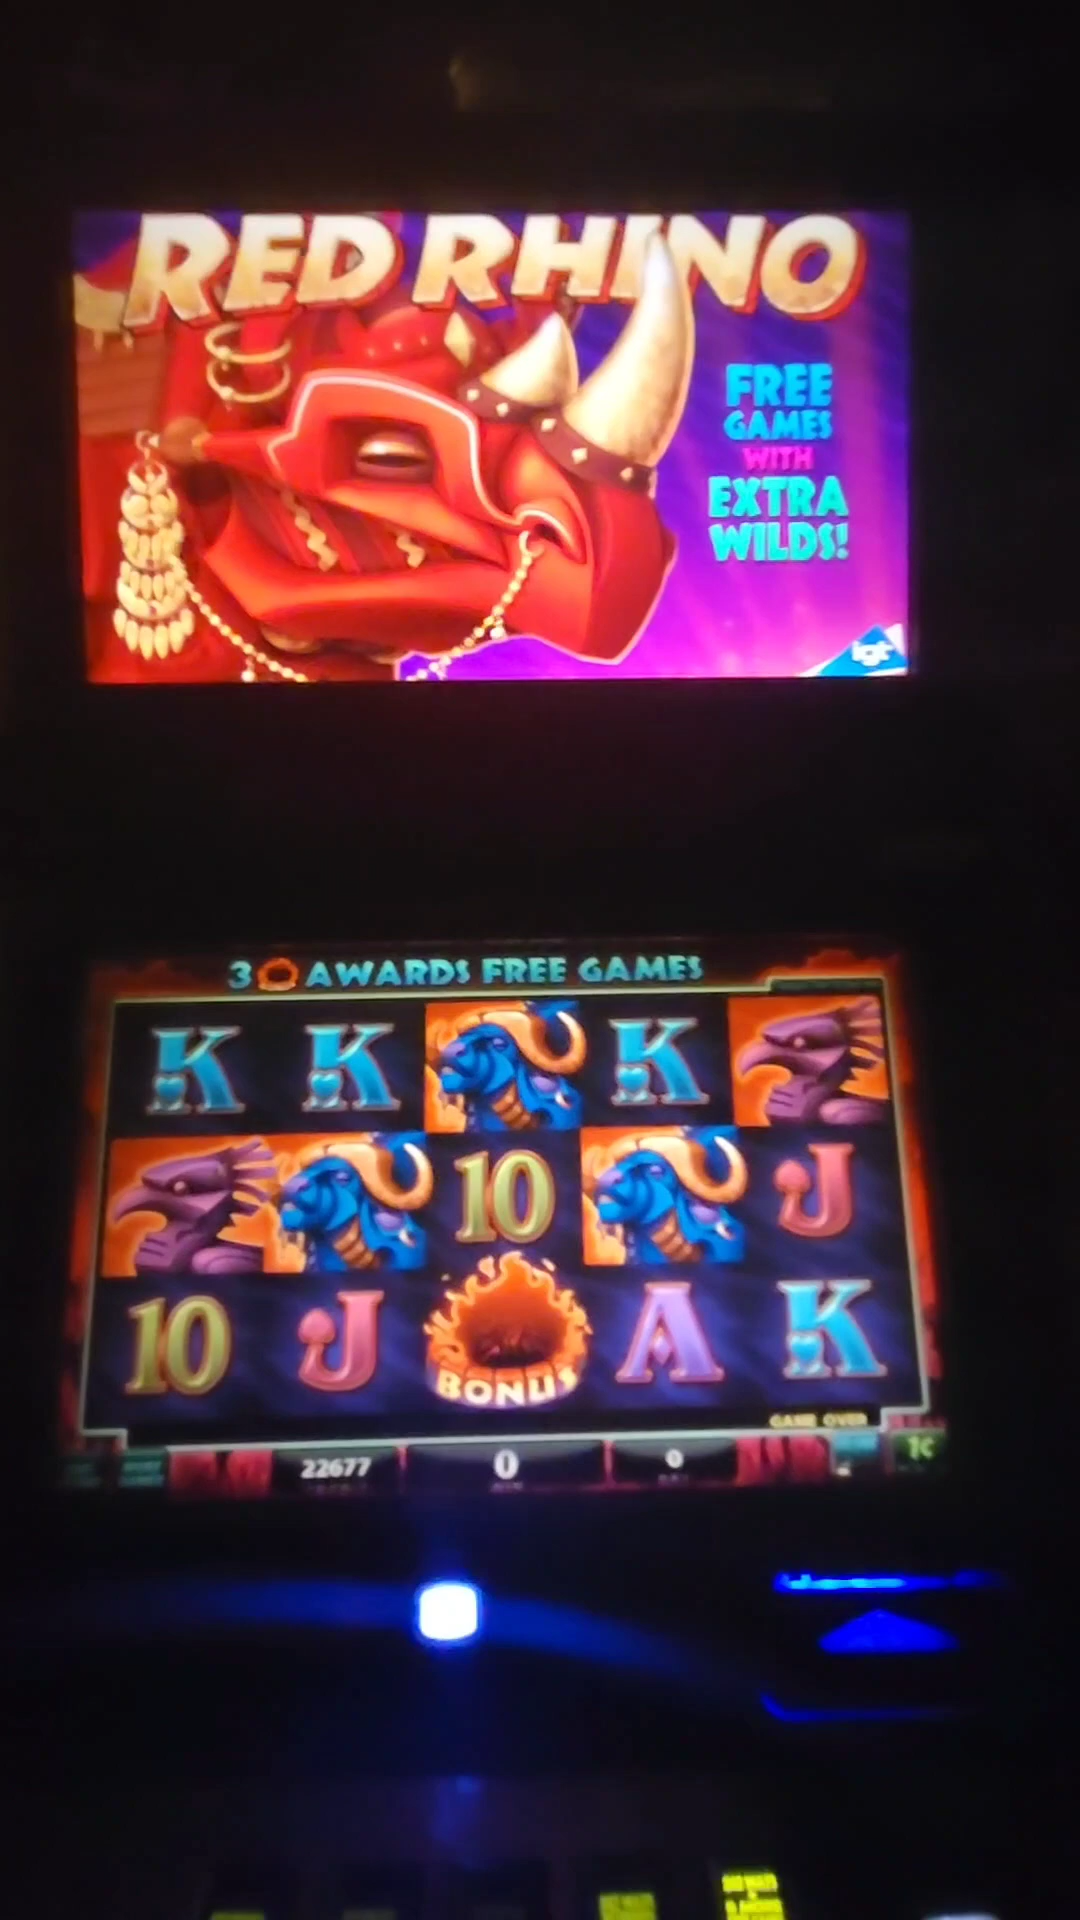 RED RHINO
FREE
GAMES
WITH
EXTRA
WILDS!
igt
3 AWARDS FREE GAMES
K K K
10 J
10 J BONUS A K
GAME OVER
22677 0 0 1¢